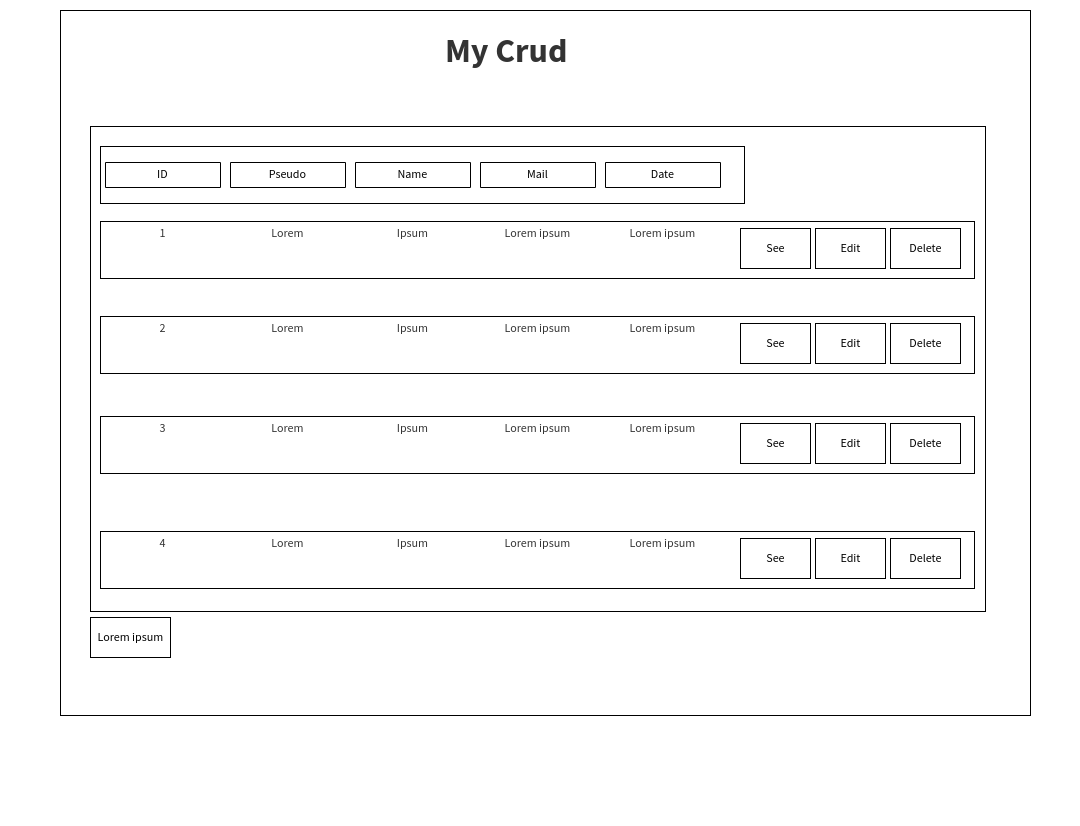 My Crud
ID Pseudo Name Mail Date
1 Lorem Ipsum Lorem ipsum Lorem ipsum See Edit Delete
2 Lorem Ipsum Lorem ipsum Lorem ipsum See Edit Delete
3 Lorem Ipsum Lorem ipsum Lorem ipsum See Edit Delete
4 Lorem Ipsum Lorem ipsum Lorem ipsum See Edit Delete
Lorem ipsum